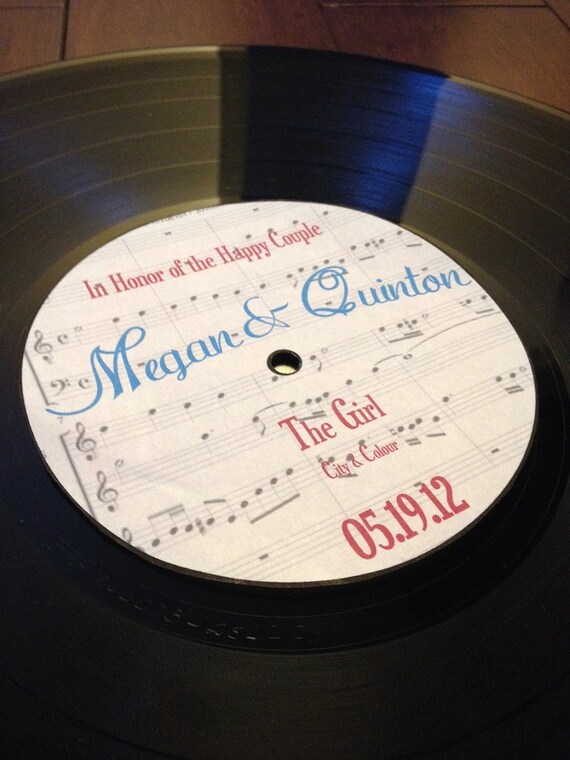 In Honor of the Happy Couple
Megan & Quinton
The Girl
City & Colour
05.19.12